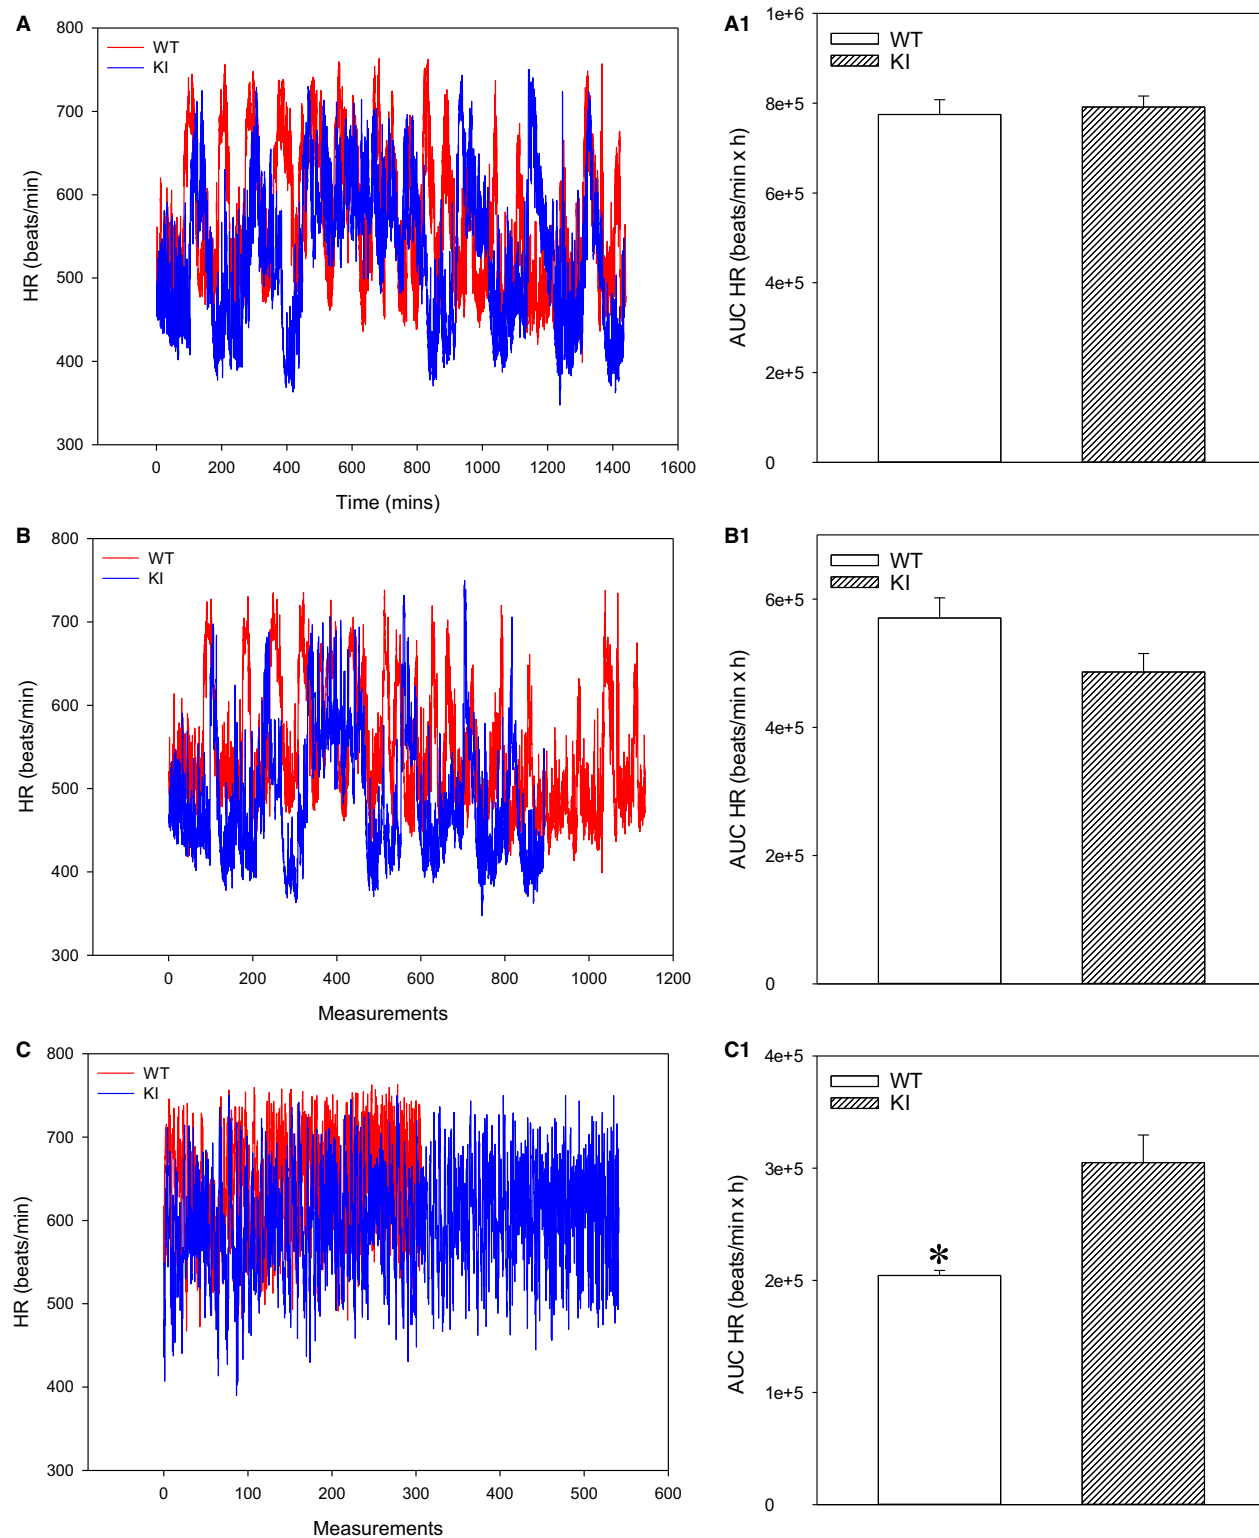 A
800
700
600
500
400
300
HR (beats/min)
WT
KI
0 200 400 600 800 1000 1200 1400 1600
Time (mins)
A1
1e+6
8e+5
6e+5
4e+5
2e+5
0
AUC HR (beats/min x h)
WT
KI
B
800
700
600
500
400
300
HR (beats/min)
WT
KI
0 200 400 600 800 1000 1200
Measurements
B1
6e+5
4e+5
2e+5
0
AUC HR (beats/min x h)
WT
KI
C
800
700
600
500
400
300
HR (beats/min)
WT
KI
0 100 200 300 400 500 600
Measurements
C1
4e+5
3e+5
2e+5
1e+5
0
AUC HR (beats/min x h)
WT
KI
*